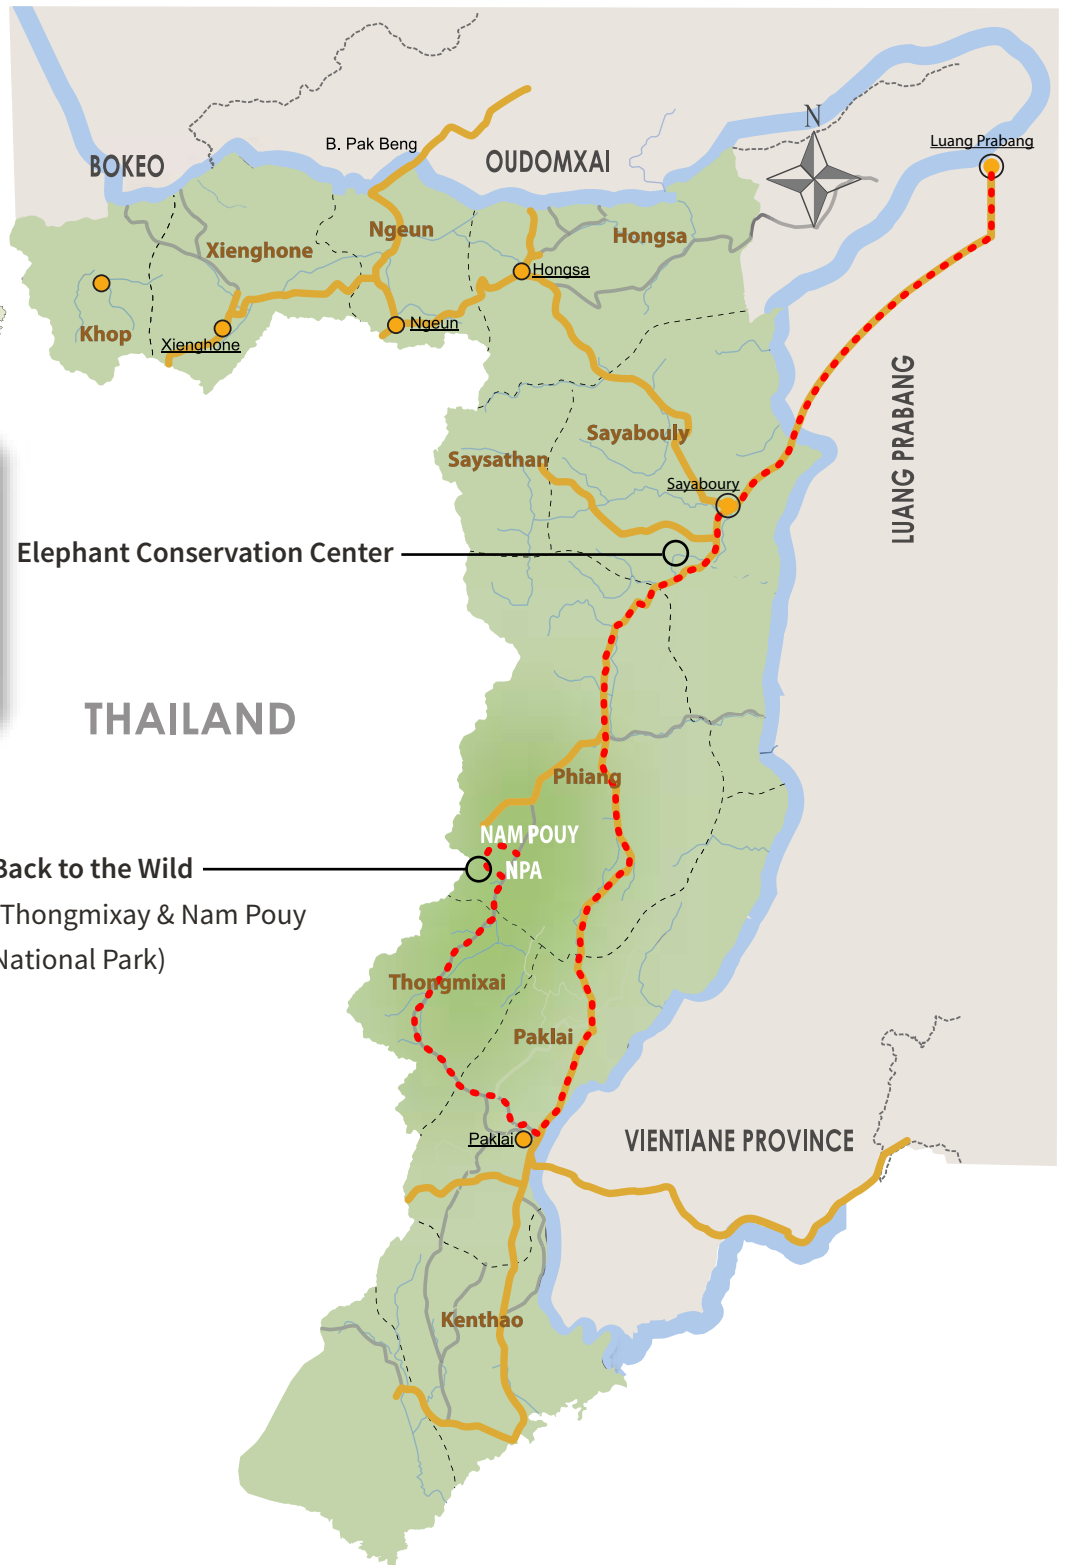 N
Luang Prabang
B. Pak Beng
BOKEO
OUDOMXAI
Ngeun
Hongsa
Xienghone
Hongsa
Khop
Ngeun
Xienghone
LUANG PRABANG
Sayabouly
Saysathan
Sayaboury
Elephant Conservation Center
THAILAND
Phiang
NAM POUY
NPA
Back to the Wild
Thongmixay & Nam Pouy
National Park)
Thongmixai
Paklai
Paklai
VIENTIANE PROVINCE
Kenthao